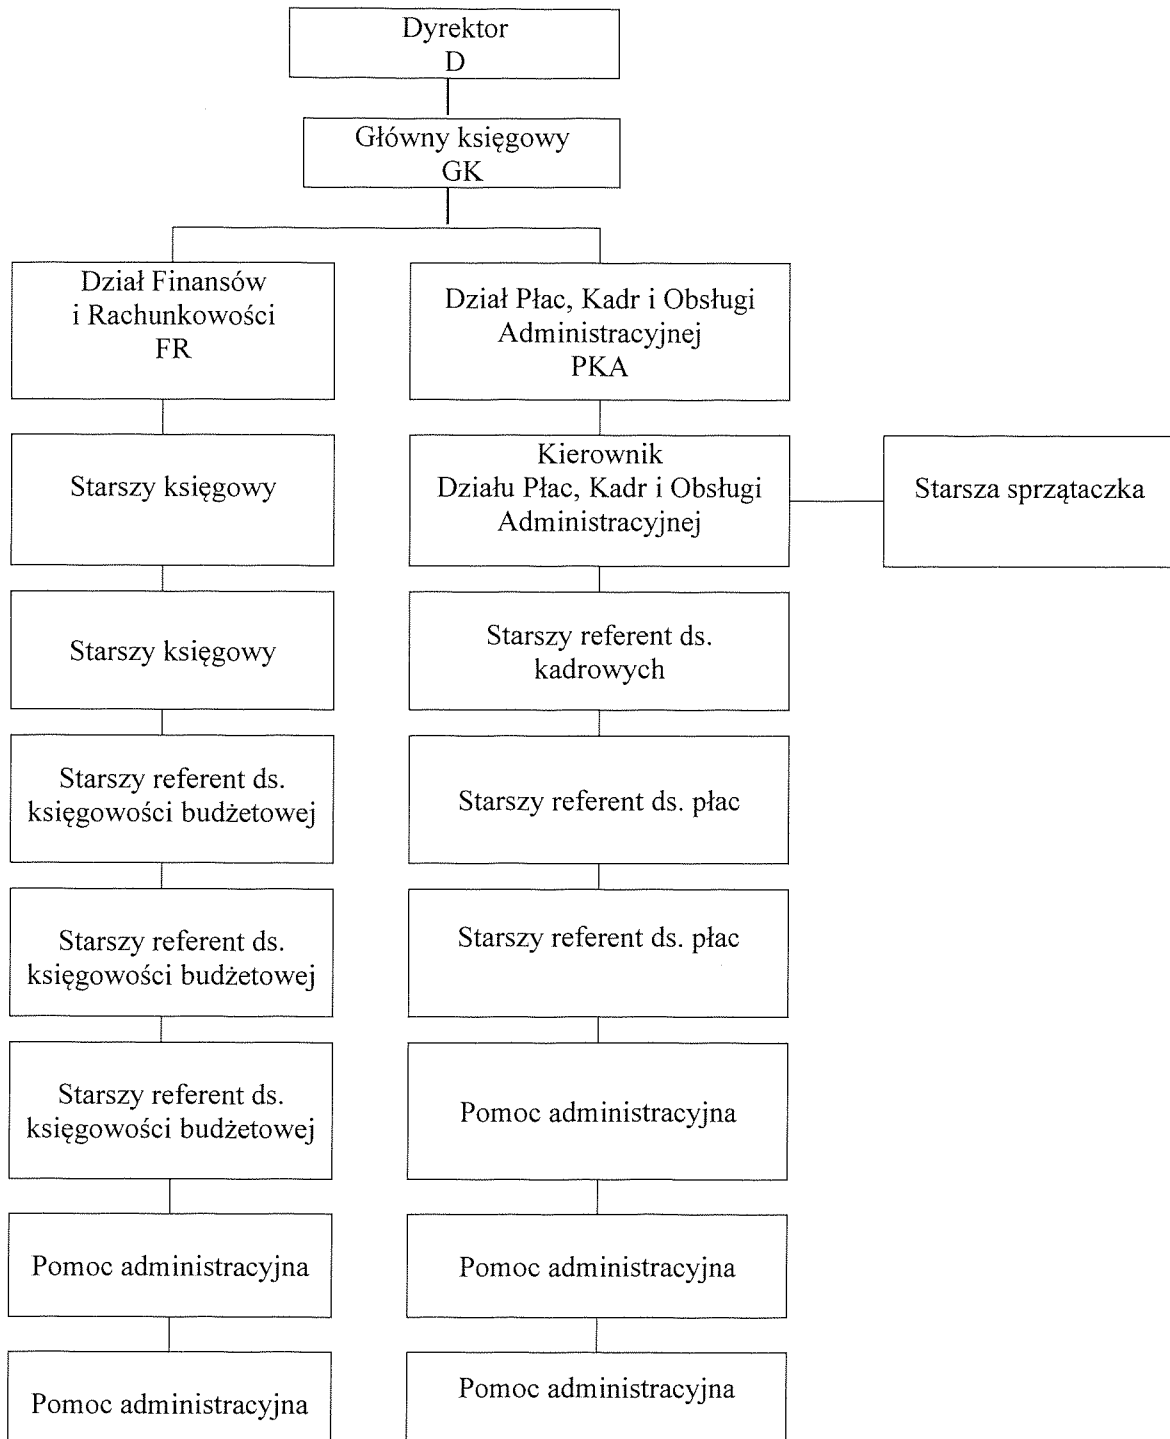 Dyrektor
D
Główny księgowy
GK
Dział Finansów
i Rachunkowości
FR
Dział Płac, Kadr i Obsługi
Administracyjnej
PKA
Starszy księgowy
Kierownik
Działu Płac, Kadr i Obsługi
Administracyjnej
Starsza sprzątaczka
Starszy księgowy
Starszy referent ds.
kadrowych
Starszy referent ds.
księgowości budżetowej
Starszy referent ds. płac
Starszy referent ds.
księgowości budżetowej
Starszy referent ds. płac
Starszy referent ds.
księgowości budżetowej
Pomoc administracyjna
Pomoc administracyjna
Pomoc administracyjna
Pomoc administracyjna
Pomoc administracyjna